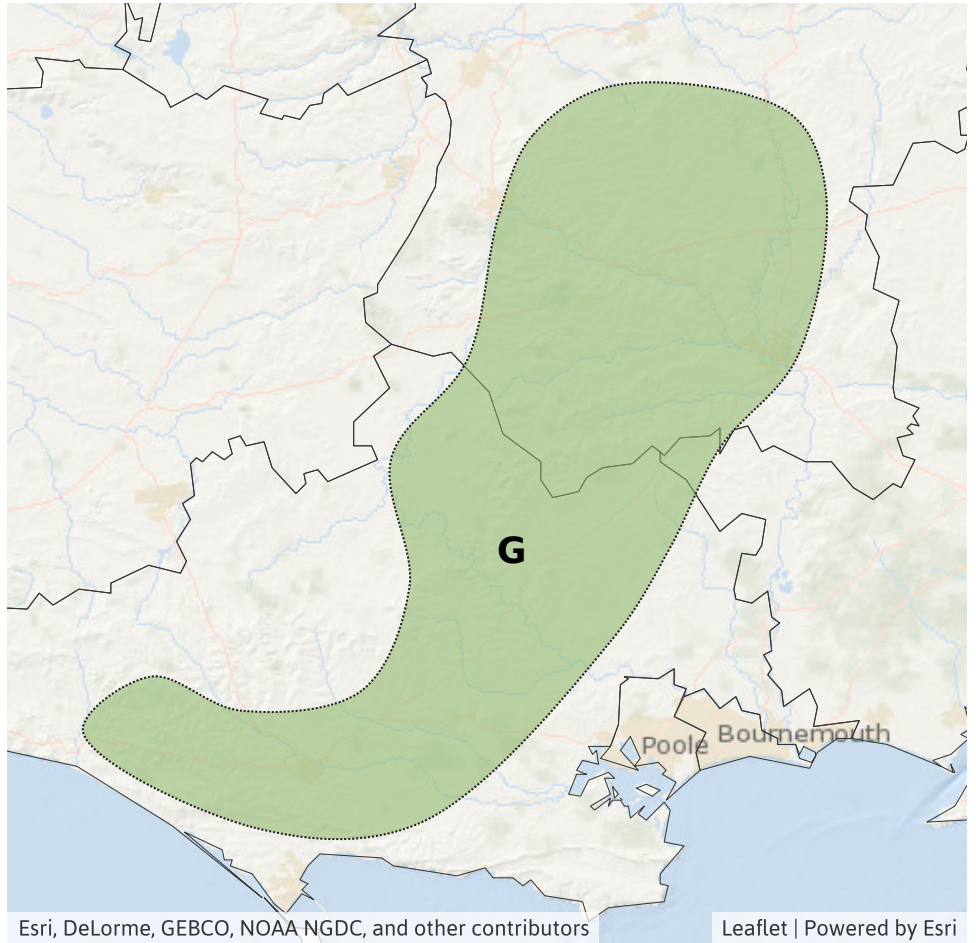 G
Bournemouth
Poole
Esri, DeLorme, GEBCO, NOAA NGDC, and other contributors
Leaflet | Powered by Esri